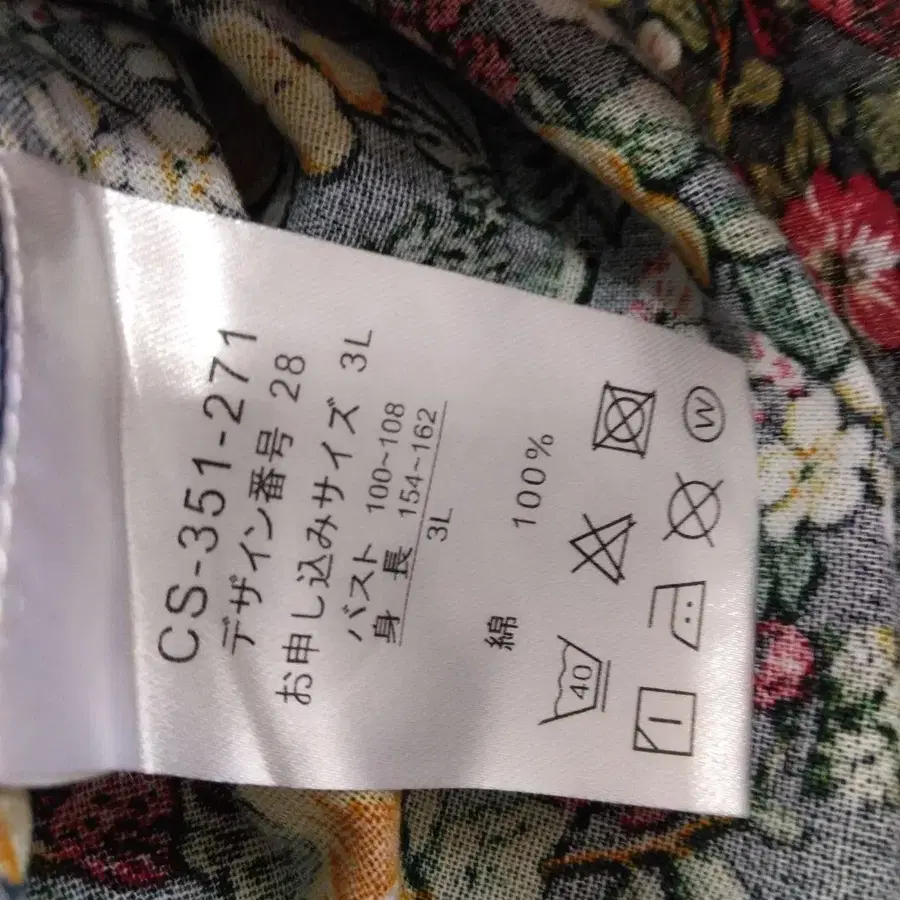 CS-351-271
デザイン番号 28
お申し込みサイズ 3L
バスト 100~108
身長 154~162
3L
綿 100%
40
W